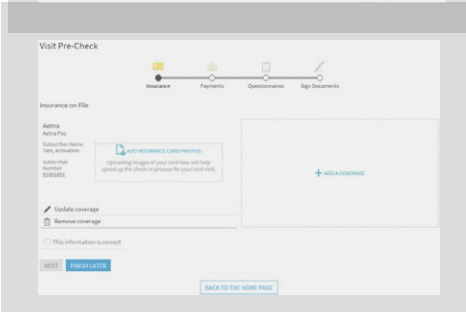 Visit Pre-Check
Insurance Payments Questionnaires Sign Documents
Insurance on File
Aetna
Aetna Pos
Subscriber Name
Test, Activation
Subscriber
Number
51651651
ADD INSURANCE CARD PHOTOS
Uploading images of your card now will help
speed up the check-in process for your next visit.
+ ADD A COVERAGE
Update coverage
Remove coverage
This information is correct
NEXT FINISH LATER
BACK TO THE HOME PAGE